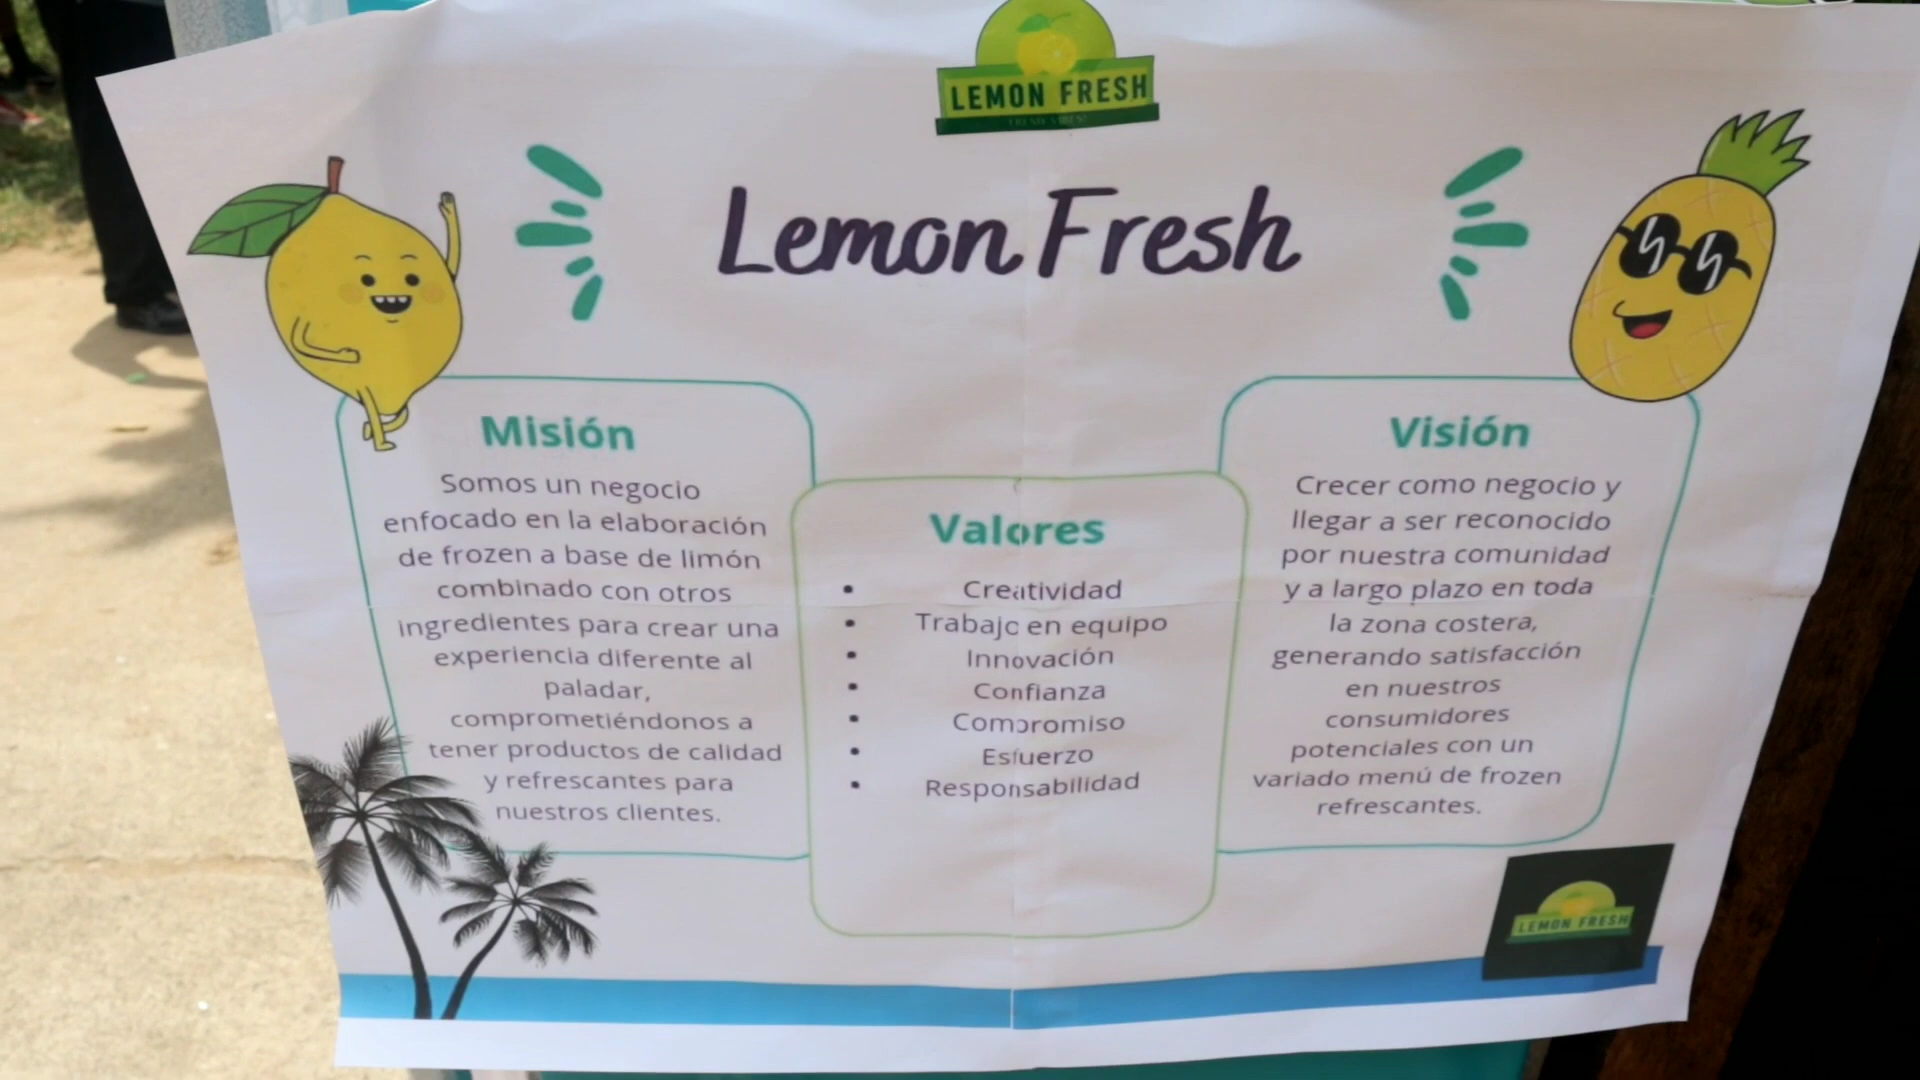 LEMON FRESH
Lemon Fresh
Misión
Somos un negocio
enfocado en la elaboración
de frozen a base de limón
combinado con otros
ingredientes para crear una
experiencia diferente al
paladar,
comprometiéndonos a
tener productos de calidad
y refrescantes para
nuestros clientes.
Valores
• Creatividad
• Trabajo en equipo
• Innovación
• Confianza
• Compromiso
• Esfuerzo
• Responsabilidad
Visión
Crecer como negocio y
llegar a ser reconocido
por nuestra comunidad
y a largo plazo en toda
la zona costera,
generando satisfacción
en nuestros
consumidores
potenciales con un
variado menú de frozen
refrescantes.
LEMON FRESH